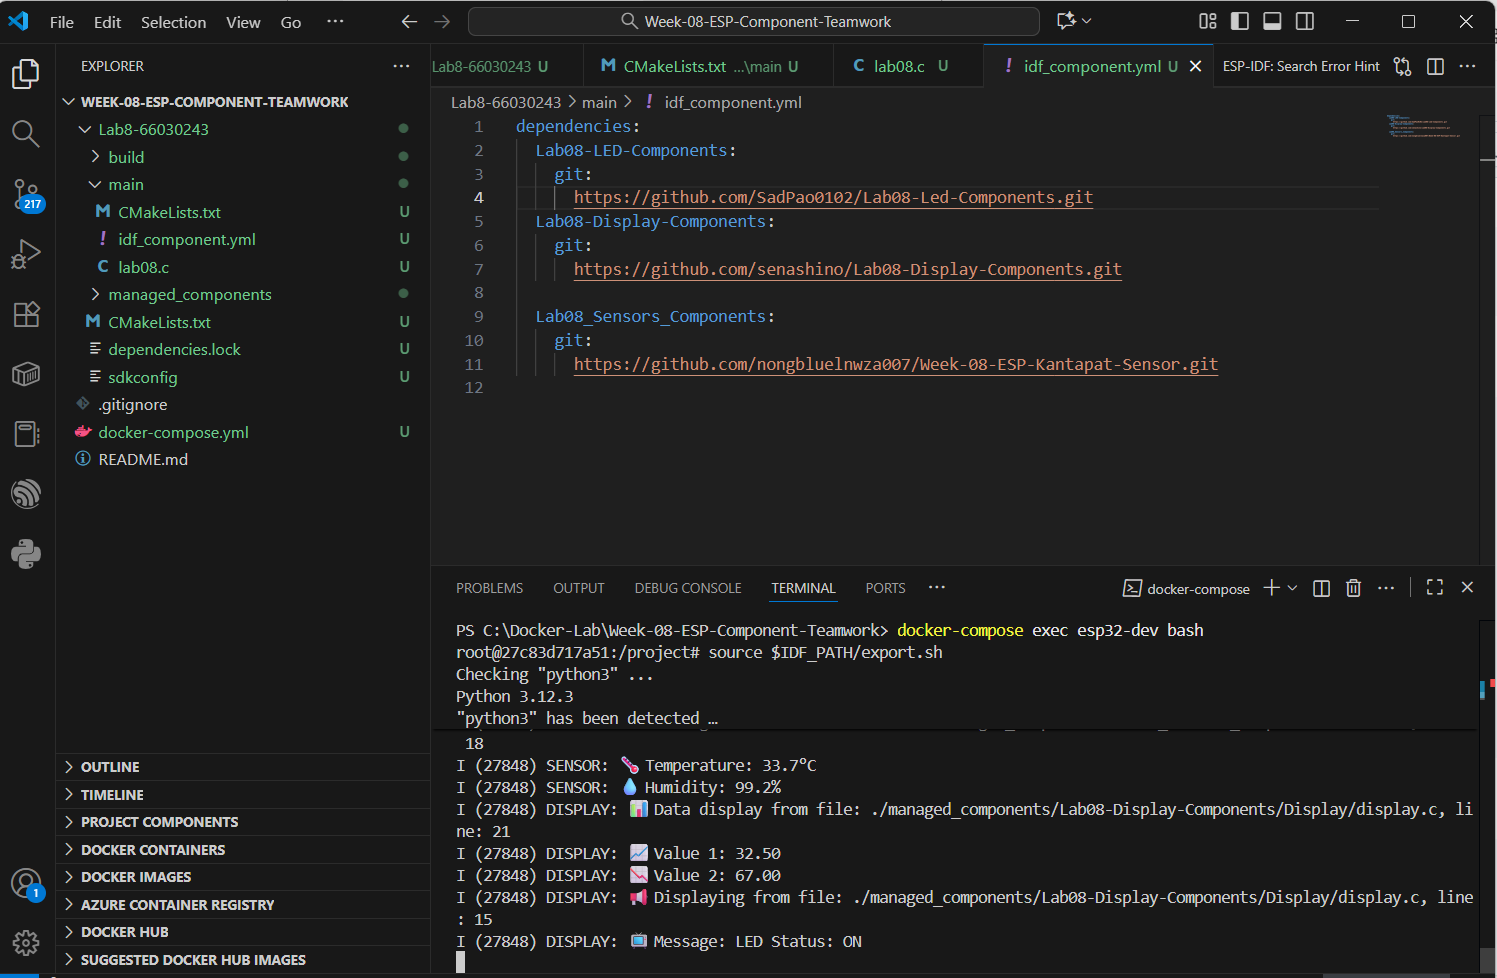 File Edit Selection View Go ··· Week-08-ESP-Component-Teamwork
EXPLORER
WEEK-08-ESP-COMPONENT-TEAMWORK
Lab8-66030243
build
main
CMakeLists.txt U
idf_component.yml U
lab08.c U
managed_components
CMakeLists.txt U
dependencies.lock U
sdkconfig U
.gitignore
docker-compose.yml U
README.md
217
1
OUTLINE
TIMELINE
PROJECT COMPONENTS
DOCKER CONTAINERS
DOCKER IMAGES
AZURE CONTAINER REGISTRY
DOCKER HUB
SUGGESTED DOCKER HUB IMAGES
Lab8-66030243 U CMakeLists.txt ...\main U lab08.c U idf_component.yml U ESP-IDF: Search Error Hint
Lab8-66030243 > main > ! idf_component.yml
1 dependencies:
2 Lab08-LED-Components:
3 git:
4 https://github.com/SadPao0102/Lab08-Led-Components.git
5 Lab08-Display-Components:
6 git:
7 https://github.com/senashino/Lab08-Display-Components.git
8
9 Lab08_Sensors_Components:
10 git:
11 https://github.com/nongbluelnwza007/Week-08-ESP-Kantapat-Sensor.git
12
PROBLEMS OUTPUT DEBUG CONSOLE TERMINAL PORTS ··· docker-compose
PS C:\Docker-Lab\Week-08-ESP-Component-Teamwork> docker-compose exec esp32-dev bash
root@27c83d717a51:/project# source $IDF_PATH/export.sh
Checking "python3" ...
Python 3.12.3
"python3" has been detected …
18
I (27848) SENSOR: 🌡️ Temperature: 33.7°C
I (27848) SENSOR: 💧 Humidity: 99.2%
I (27848) DISPLAY: 📊 Data display from file: ./managed_components/Lab08-Display-Components/Display/display.c, li
ne: 21
I (27848) DISPLAY: 📈 Value 1: 32.50
I (27848) DISPLAY: 📉 Value 2: 67.00
I (27848) DISPLAY: 📢 Displaying from file: ./managed_components/Lab08-Display-Components/Display/display.c, line
: 15
I (27848) DISPLAY: 📺 Message: LED Status: ON